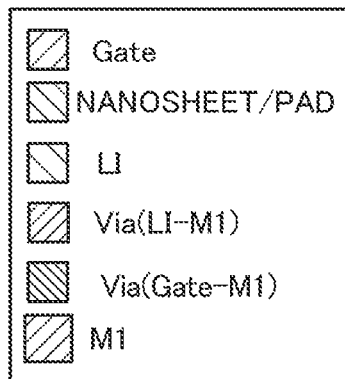 Gate
NANOSHEET/PAD
LI
Via(LI-M1)
Via(Gate-M1)
M1